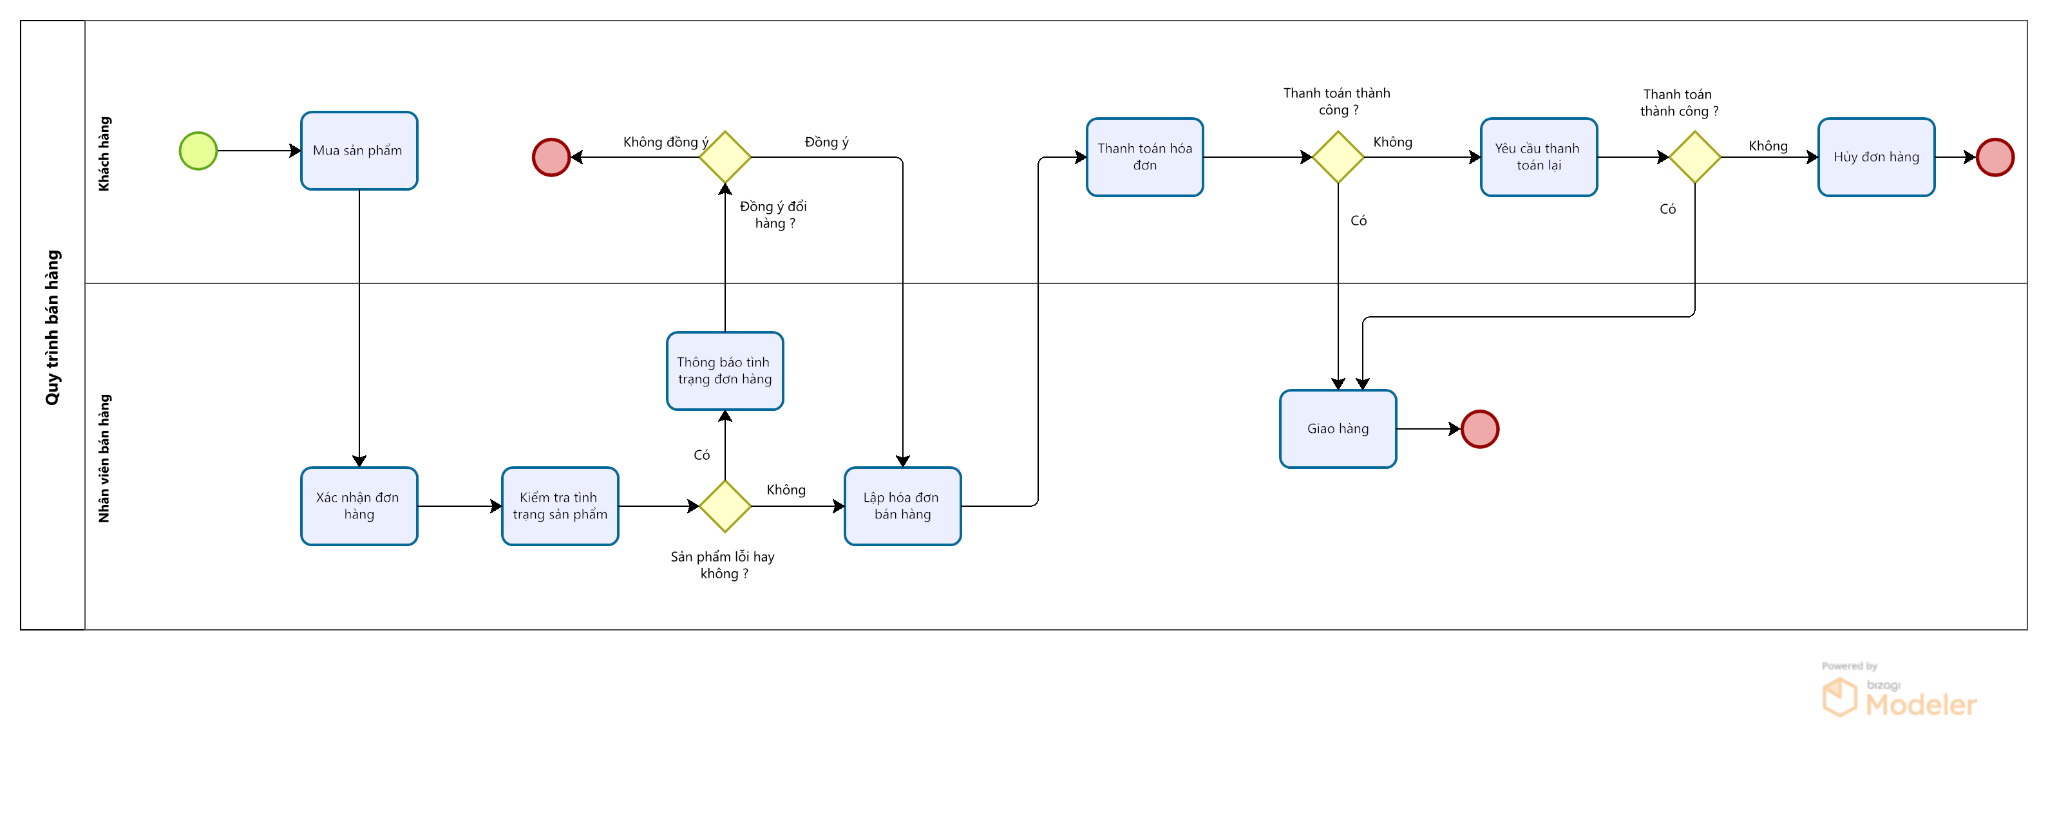 Quy trình bán hàng
Khách hàng
Mua sản phẩm
Không đồng ý
Đồng ý
Đồng ý đổi
hàng ?
Thanh toán hóa
đơn
Thanh toán thành
công ?
Không
Có
Yêu cầu thanh
toán lại
Thanh toán
thành công ?
Không
Có
Hủy đơn hàng
Nhân viên bán hàng
Thông báo tình
trạng đơn hàng
Có
Xác nhận đơn
hàng
Kiểm tra tình
trạng sản phẩm
Không
Sản phẩm lỗi hay
không ?
Lập hóa đơn
bán hàng
Giao hàng
Powered by
bizagi
Modeler